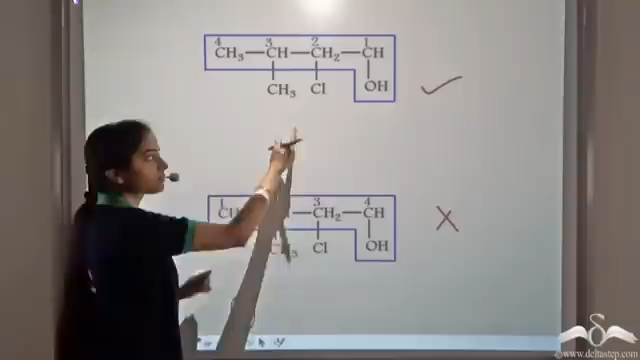 4 3 2 1
CH₃—CH—CH₂—CH
CH₃ Cl OH
1 3 4
—CH₂—CH
Cl OH
© www.deltastep.com